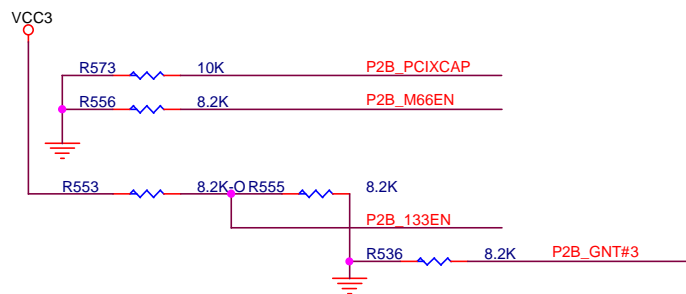 VCC3
R573 10K P2B_PCIXCAP
R556 8.2K P2B_M66EN
R553 8.2K-O R555 8.2K
P2B_133EN
R536 8.2K P2B_GNT#3